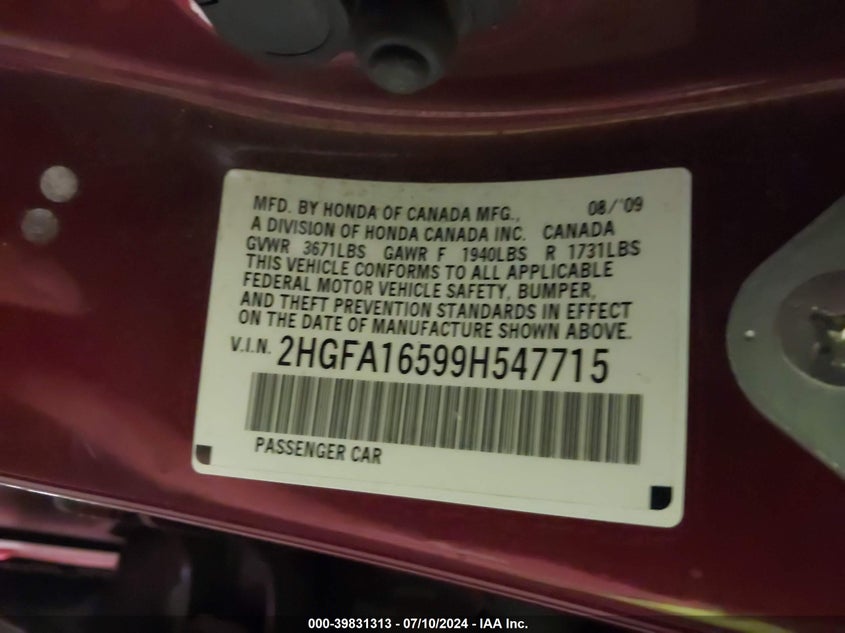 MFD. BY HONDA OF CANADA MFG., 08/'09
A DIVISION OF HONDA CANADA INC. CANADA
GVWR 3671LBS GAWR F 1940LBS R 1731LBS
THIS VEHICLE CONFORMS TO ALL APPLICABLE
FEDERAL MOTOR VEHICLE SAFETY, BUMPER,
AND THEFT PREVENTION STANDARDS IN EFFECT
ON THE DATE OF MANUFACTURE SHOWN ABOVE.
V.I.N. 2HGFA16599H547715
PASSENGER CAR
000-39831313 - 07/10/2024 - IAA Inc.